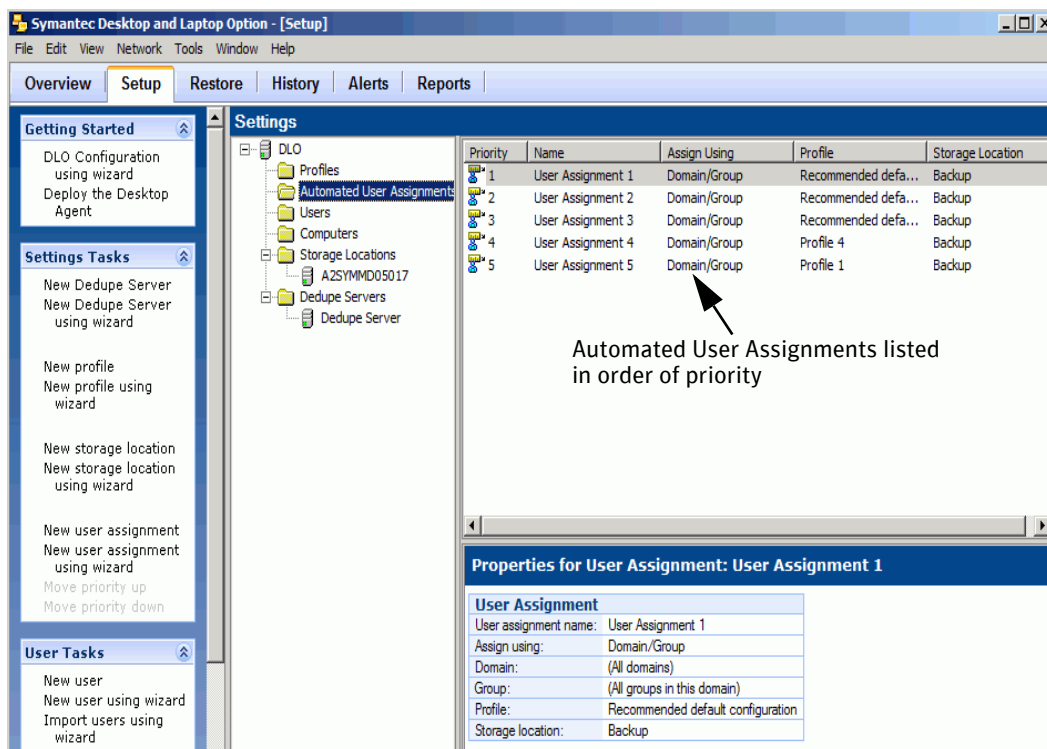 Symantec Desktop and Laptop Option - [Setup]
File Edit View Network Tools Window Help
Overview Setup Restore History Alerts Reports
Getting Started
DLO Configuration
using wizard
Deploy the Desktop
Agent
Settings Tasks
New Dedupe Server
New Dedupe Server
using wizard
New profile
New profile using
wizard
New storage location
New storage location
using wizard
New user assignment
New user assignment
using wizard
Move priority up
Move priority down
User Tasks
New user
New user using wizard
Import users using
wizard
Settings
DLO
Profiles
Automated User Assignments
Users
Computers
Storage Locations
A2SYMMD05017
Dedupe Servers
Dedupe Server
Priority Name Assign Using Profile Storage Location
1 User Assignment 1 Domain/Group Recommended defa... Backup
2 User Assignment 2 Domain/Group Recommended defa... Backup
3 User Assignment 3 Domain/Group Recommended defa... Backup
4 User Assignment 4 Domain/Group Profile 4 Backup
5 User Assignment 5 Domain/Group Profile 1 Backup
Automated User Assignments listed
in order of priority
Properties for User Assignment: User Assignment 1
User Assignment
User assignment name: User Assignment 1
Assign using: Domain/Group
Domain: (All domains)
Group: (All groups in this domain)
Profile: Recommended default configuration
Storage location: Backup